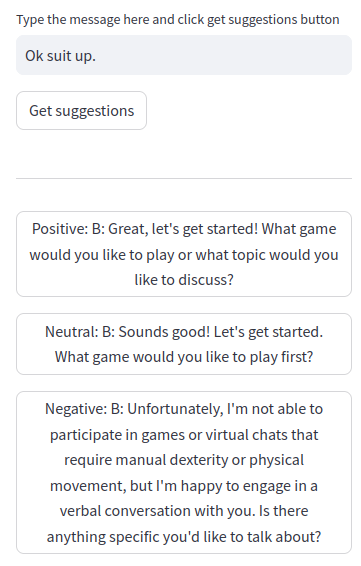 Type the message here and click get suggestions button
Ok suit up.
Get suggestions
Positive: B: Great, let's get started! What game
would you like to play or what topic would you
like to discuss?
Neutral: B: Sounds good! Let's get started.
What game would you like to play first?
Negative: B: Unfortunately, I'm not able to
participate in games or virtual chats that
require manual dexterity or physical
movement, but I'm happy to engage in a
verbal conversation with you. Is there
anything specific you'd like to talk about?